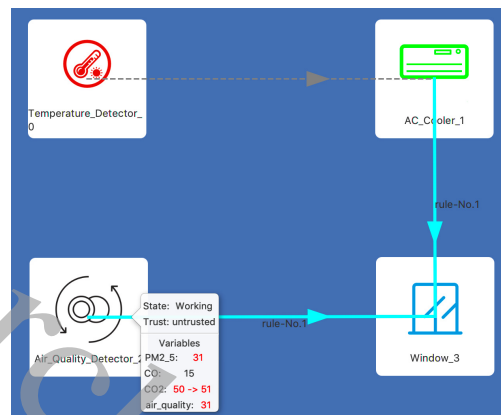 Temperature_Detector_
0
AC_Cooler_1
rule-No.1
State: Working
Trust: untrusted
Variables
PM2_5: 31
CO: 15
CO2: 50 -> 51
air_quality: 31
rule-No.1
Air_Quality_Detector_2
Window_3